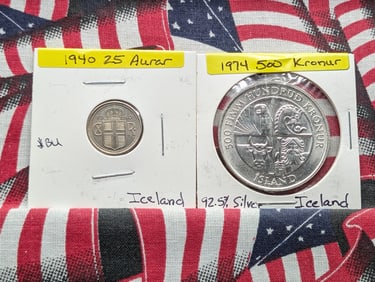 1940 25 Aurar
$BU
Iceland
1974 500 Kronur
500 FIMM HUNDRUÐ KRÓNUR
ÍSLAND
92.5% Silver
Iceland